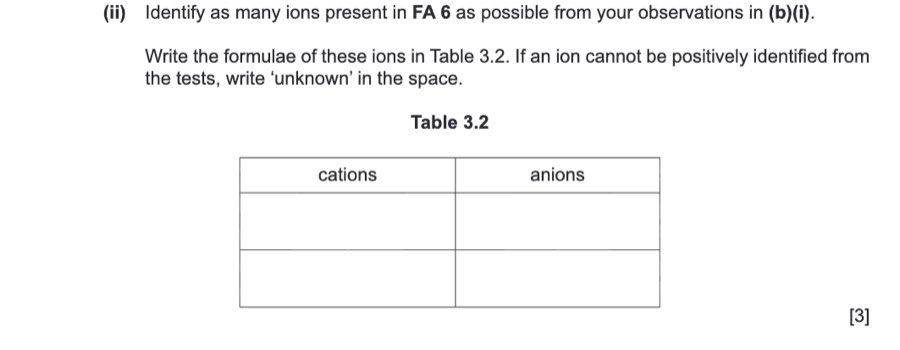 (ii) Identify as many ions present in FA 6 as possible from your observations in (b)(i).
Write the formulae of these ions in Table 3.2. If an ion cannot be positively identified from
the tests, write ‘unknown’ in the space.
Table 3.2
cations anions
[3]